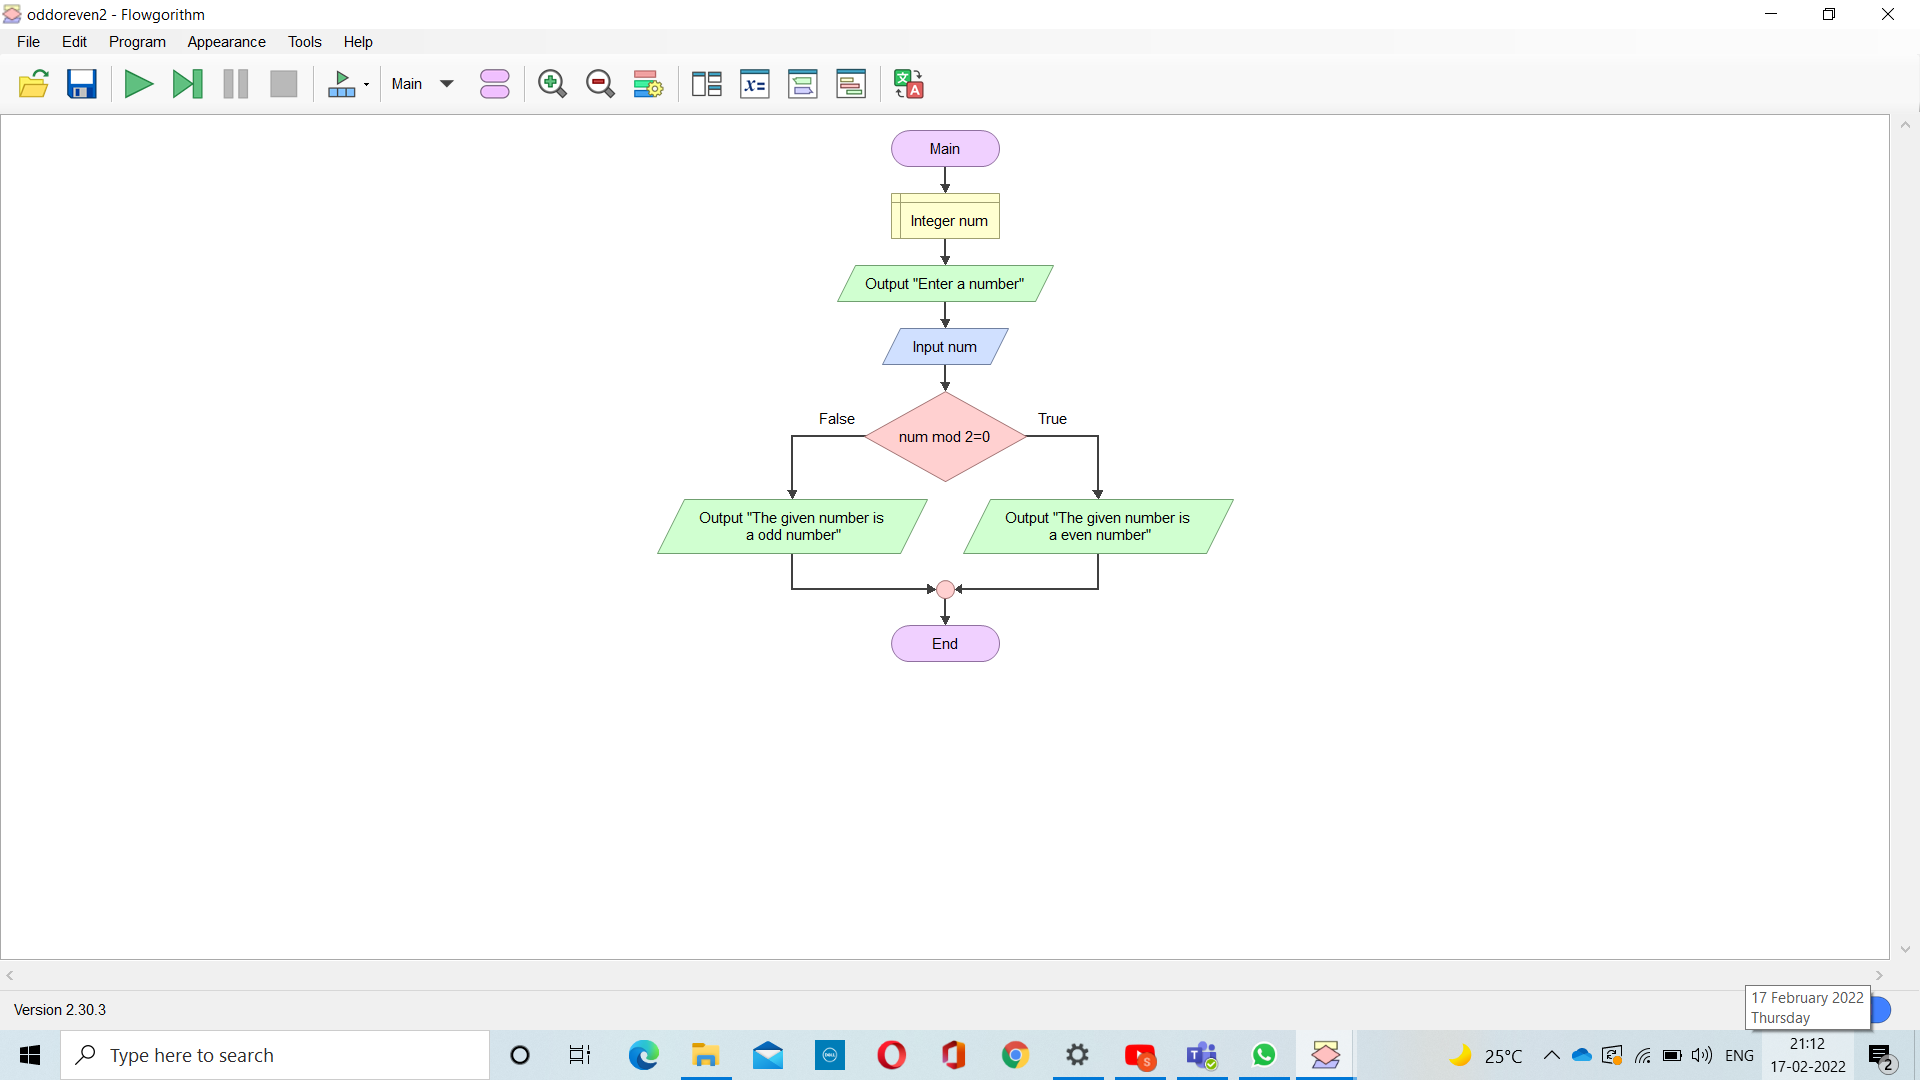 oddoreven2 - Flowgorithm
File Edit Program Appearance Tools Help
Main
x=
文
A
Main
Integer num
Output "Enter a number"
Input num
False
True
num mod 2=0
Output "The given number is
a odd number"
Output "The given number is
a even number"
End
Version 2.30.3
17 February 2022
Thursday
Type here to search
DELL
S
T
25°C
ENG
21:12
17-02-2022
2